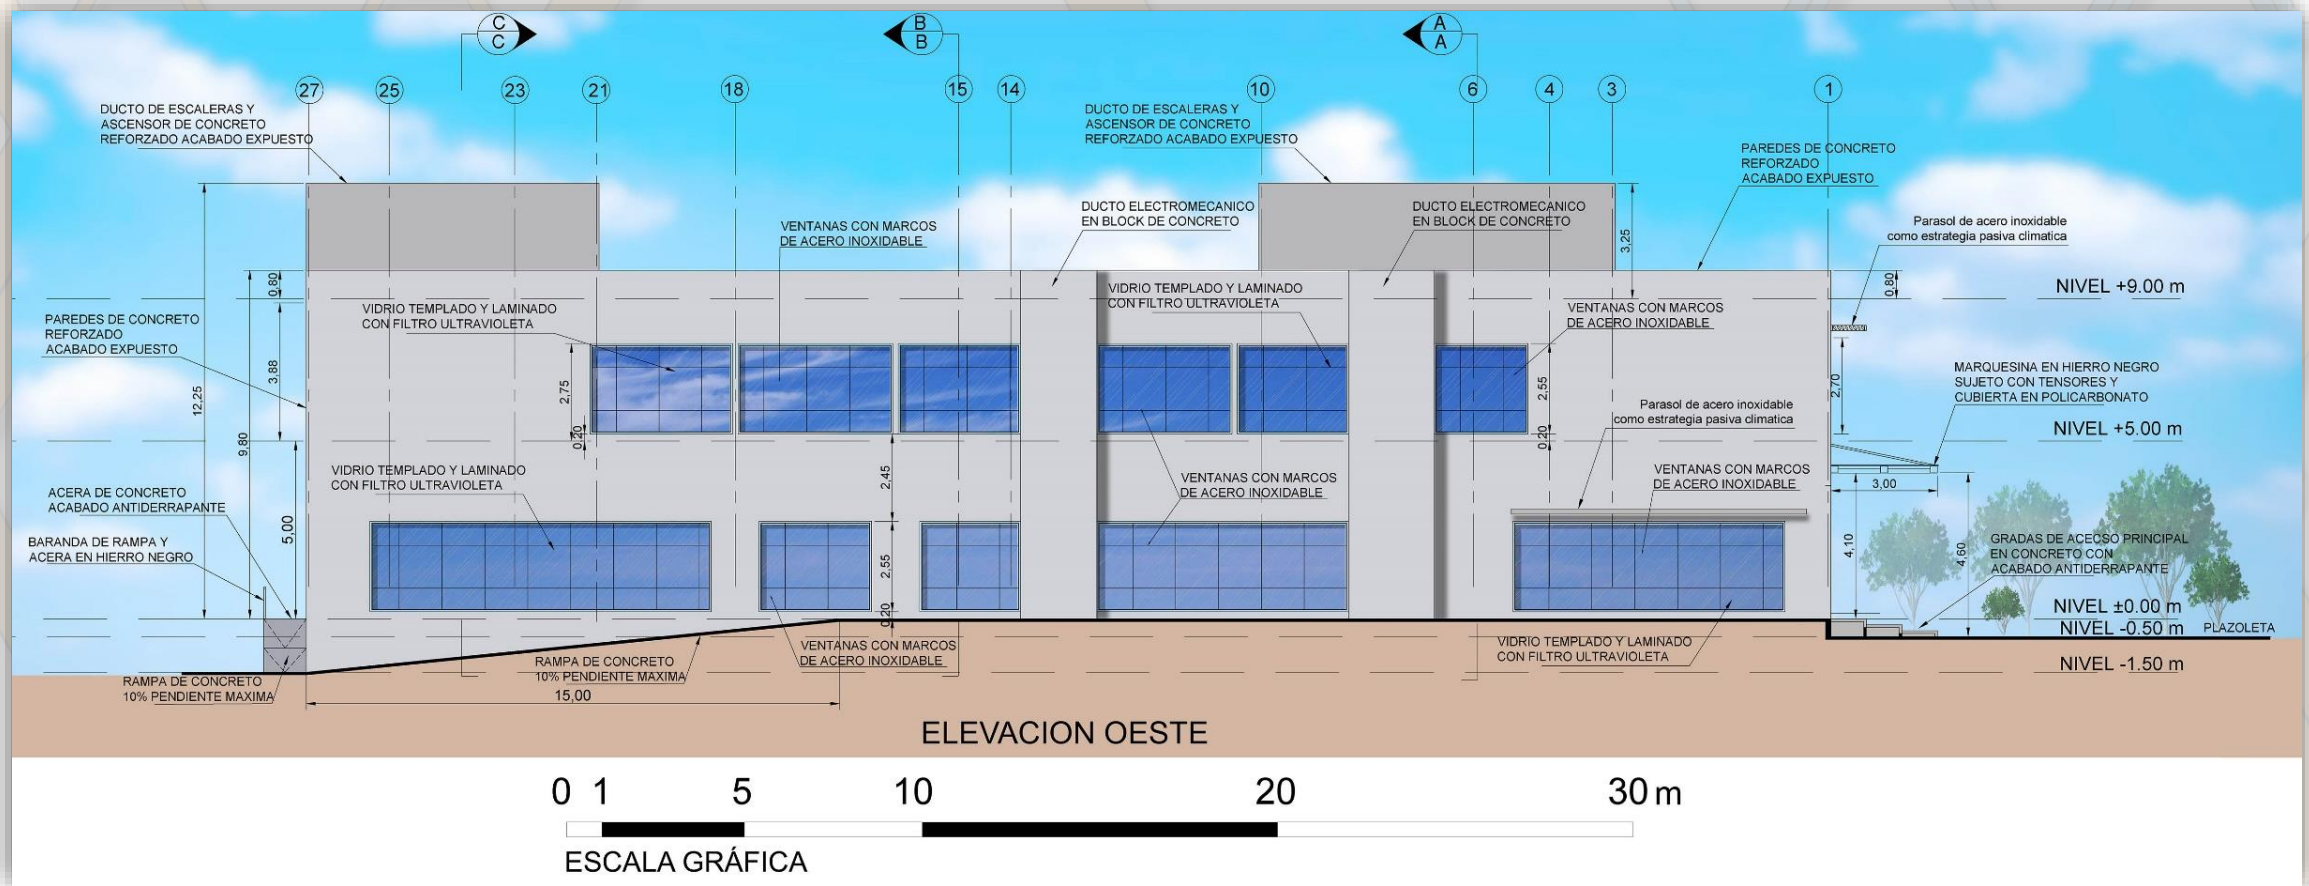 C
C
B
B
A
A
27
25
23
21
18
15
14
10
6
4
3
1
DUCTO DE ESCALERAS Y
ASCENSOR DE CONCRETO
REFORZADO ACABADO EXPUESTO
DUCTO DE ESCALERAS Y
ASCENSOR DE CONCRETO
REFORZADO ACABADO EXPUESTO
PAREDES DE CONCRETO
REFORZADO
ACABADO EXPUESTO
VENTANAS CON MARCOS
DE ACERO INOXIDABLE
DUCTO ELECTROMECANICO
EN BLOCK DE CONCRETO
DUCTO ELECTROMECANICO
EN BLOCK DE CONCRETO
3,25
Parasol de acero inoxidable
como estrategia pasiva climatica
0,80
0,80
NIVEL +9.00 m
VIDRIO TEMPLADO Y LAMINADO
CON FILTRO ULTRAVIOLETA
VIDRIO TEMPLADO Y LAMINADO
CON FILTRO ULTRAVIOLETA
VENTANAS CON MARCOS
DE ACERO INOXIDABLE
PAREDES DE CONCRETO
REFORZADO
ACABADO EXPUESTO
12,25
9,80
3,88
2,75
0,20
2,55
0,20
2,70
MARQUESINA EN HIERRO NEGRO
SUJETO CON TENSORES Y
CUBIERTA EN POLICARBONATO
Parasol de acero inoxidable
como estrategia pasiva climatica
NIVEL +5.00 m
VIDRIO TEMPLADO Y LAMINADO
CON FILTRO ULTRAVIOLETA
2,45
VENTANAS CON MARCOS
DE ACERO INOXIDABLE
VENTANAS CON MARCOS
DE ACERO INOXIDABLE
3,00
ACERA DE CONCRETO
ACABADO ANTIDERRAPANTE
5,00
BARANDA DE RAMPA Y
ACERA EN HIERRO NEGRO
2,55
0,20
4,10
4,60
GRADAS DE ACECSO PRINCIPAL
EN CONCRETO CON
ACABADO ANTIDERRAPANTE
NIVEL ±0.00 m
NIVEL -0.50 m
PLAZOLETA
NIVEL -1.50 m
VENTANAS CON MARCOS
DE ACERO INOXIDABLE
VIDRIO TEMPLADO Y LAMINADO
CON FILTRO ULTRAVIOLETA
RAMPA DE CONCRETO
10% PENDIENTE MAXIMA
RAMPA DE CONCRETO
10% PENDIENTE MAXIMA
15,00
ELEVACION OESTE
0 1 5 10 20 30 m
ESCALA GRÁFICA